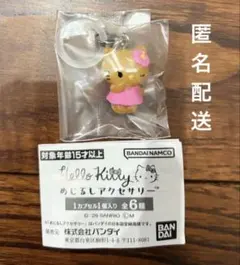 匿名配送
対象年齢15才以上
BANDAI NAMCO
Hello Kitty
めじるしアクセサリー
1カプセル1個入り 全6種
株式会社バンダイ
BAN
DAI